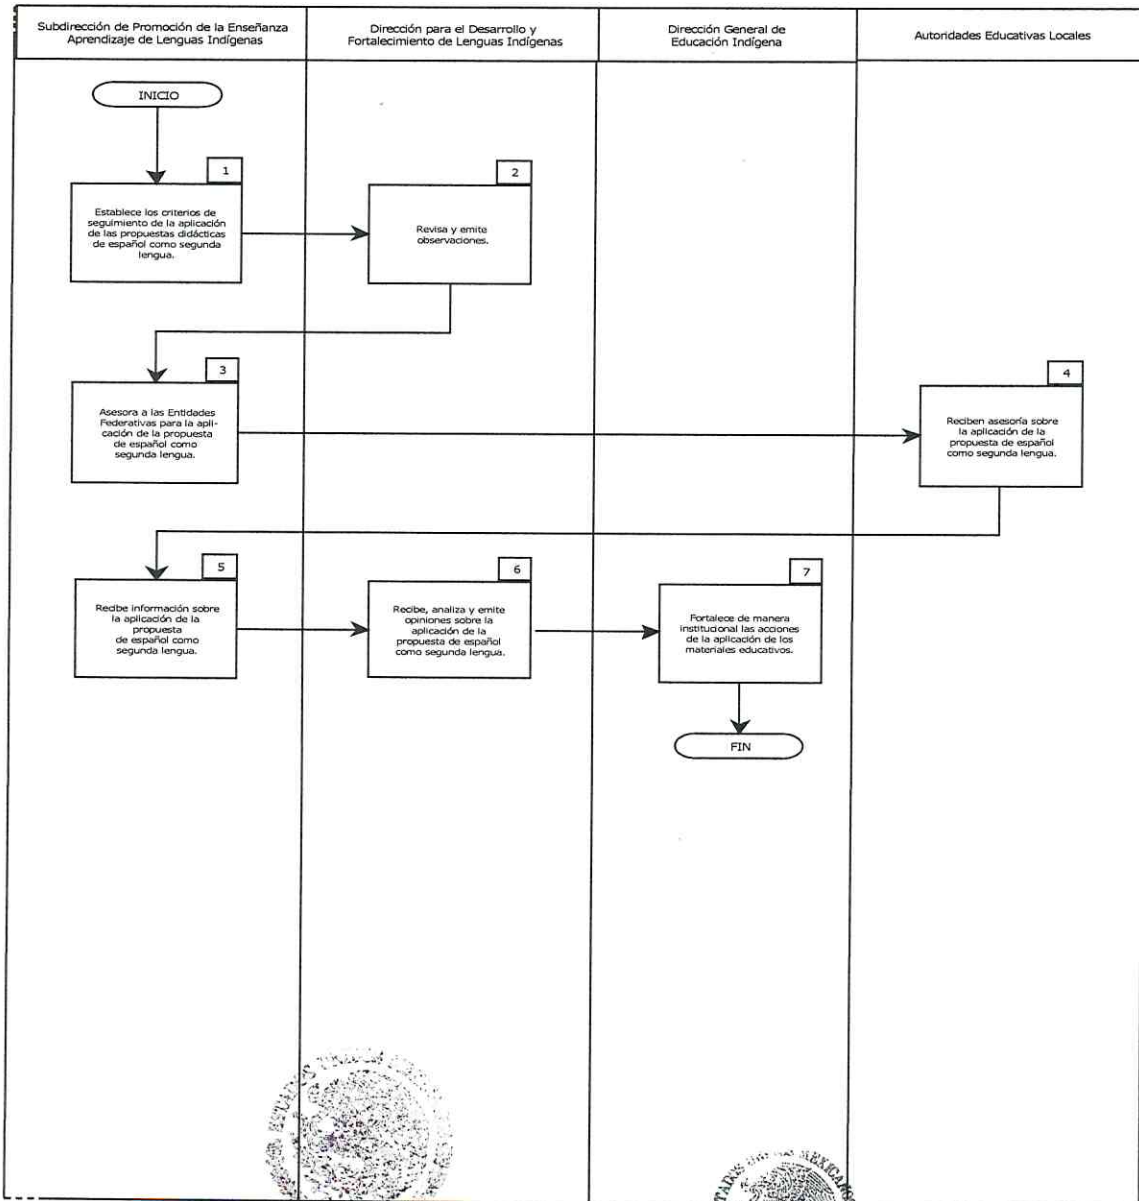 Subdirección de Promoción de la Enseñanza
Aprendizaje de Lenguas Indígenas
Dirección para el Desarrollo y
Fortalecimiento de Lenguas Indígenas
Dirección General de
Educación Indígena
Autoridades Educativas Locales
INICIO
1
Establece los criterios de
seguimiento de la aplicación
de las propuestas didácticas
de español como segunda
lengua.
2
Revisa y emite
observaciones.
3
Asesora a las Entidades
Federativas para la apli-
cación de la propuesta
de español como
segunda lengua.
4
Reciben asesoría sobre
la aplicación de la
propuesta de español
como segunda lengua.
5
Recibe información sobre
la aplicación de la
propuesta
de español como
segunda lengua.
6
Recibe, analiza y emite
opiniones sobre la
aplicación de la
propuesta de español
como segunda lengua.
7
Fortalece de manera
institucional las acciones
de la aplicación de los
materiales educativos.
FIN